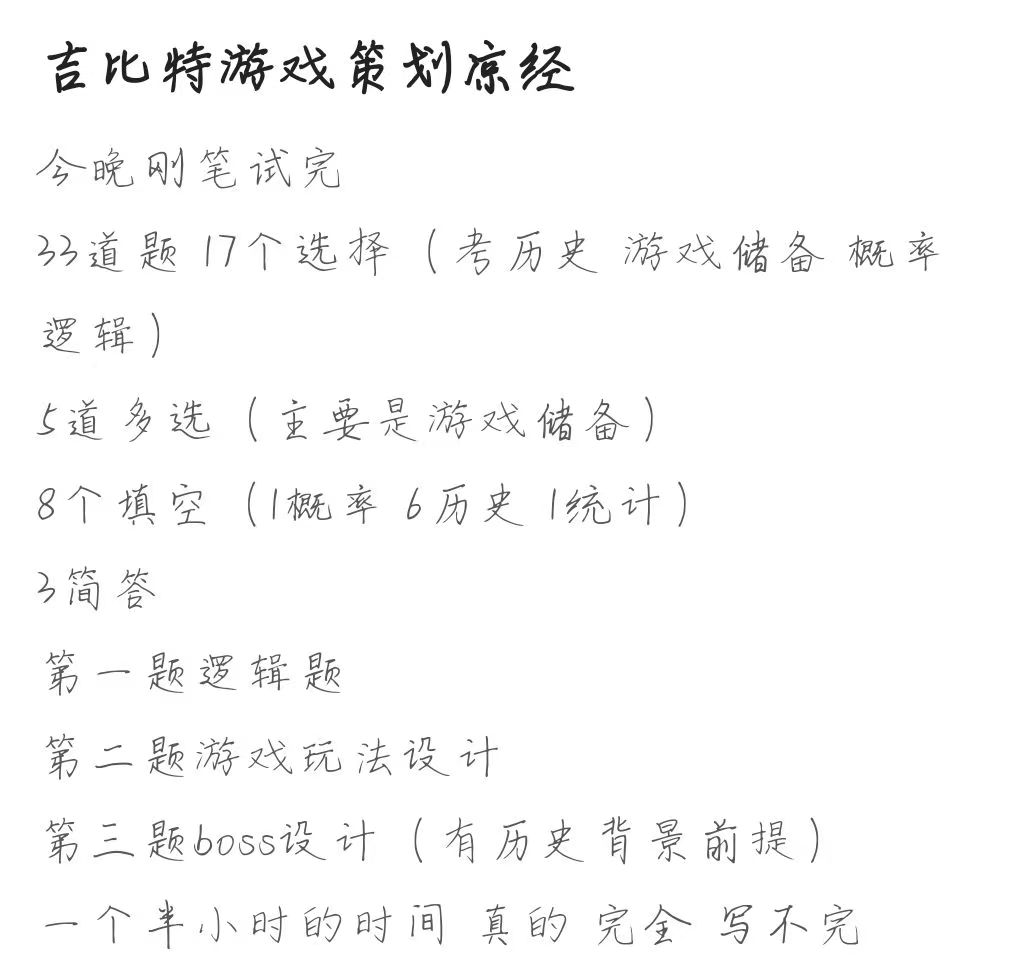 吉比特游戏策划凉经
今晚刚笔试完
33道题 17个选择（考历史 游戏储备 概率
逻辑）
5道多选（主要是游戏储备）
8个填空（1概率 6历史 1统计）
3简答
第一题逻辑题
第二题游戏玩法设计
第三题boss设计（有历史背景前提）
一个半小时的时间 真的 完全 写不完